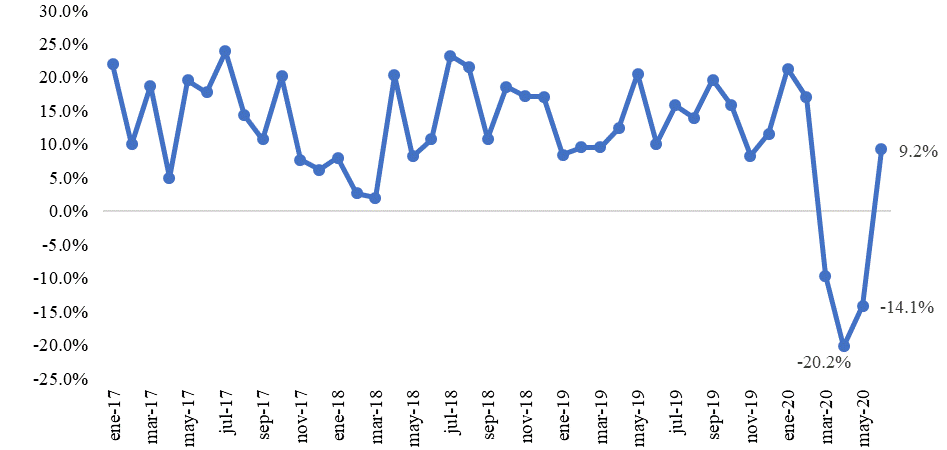 30.0%
25.0%
20.0%
15.0%
10.0%
5.0%
0.0%
-5.0%
-10.0%
-15.0%
-20.0%
-25.0%
9.2%
-14.1%
-20.2%
ene-17
mar-17
may-17
jul-17
sep-17
nov-17
ene-18
mar-18
may-18
jul-18
sep-18
nov-18
ene-19
mar-19
may-19
jul-19
sep-19
nov-19
ene-20
mar-20
may-20